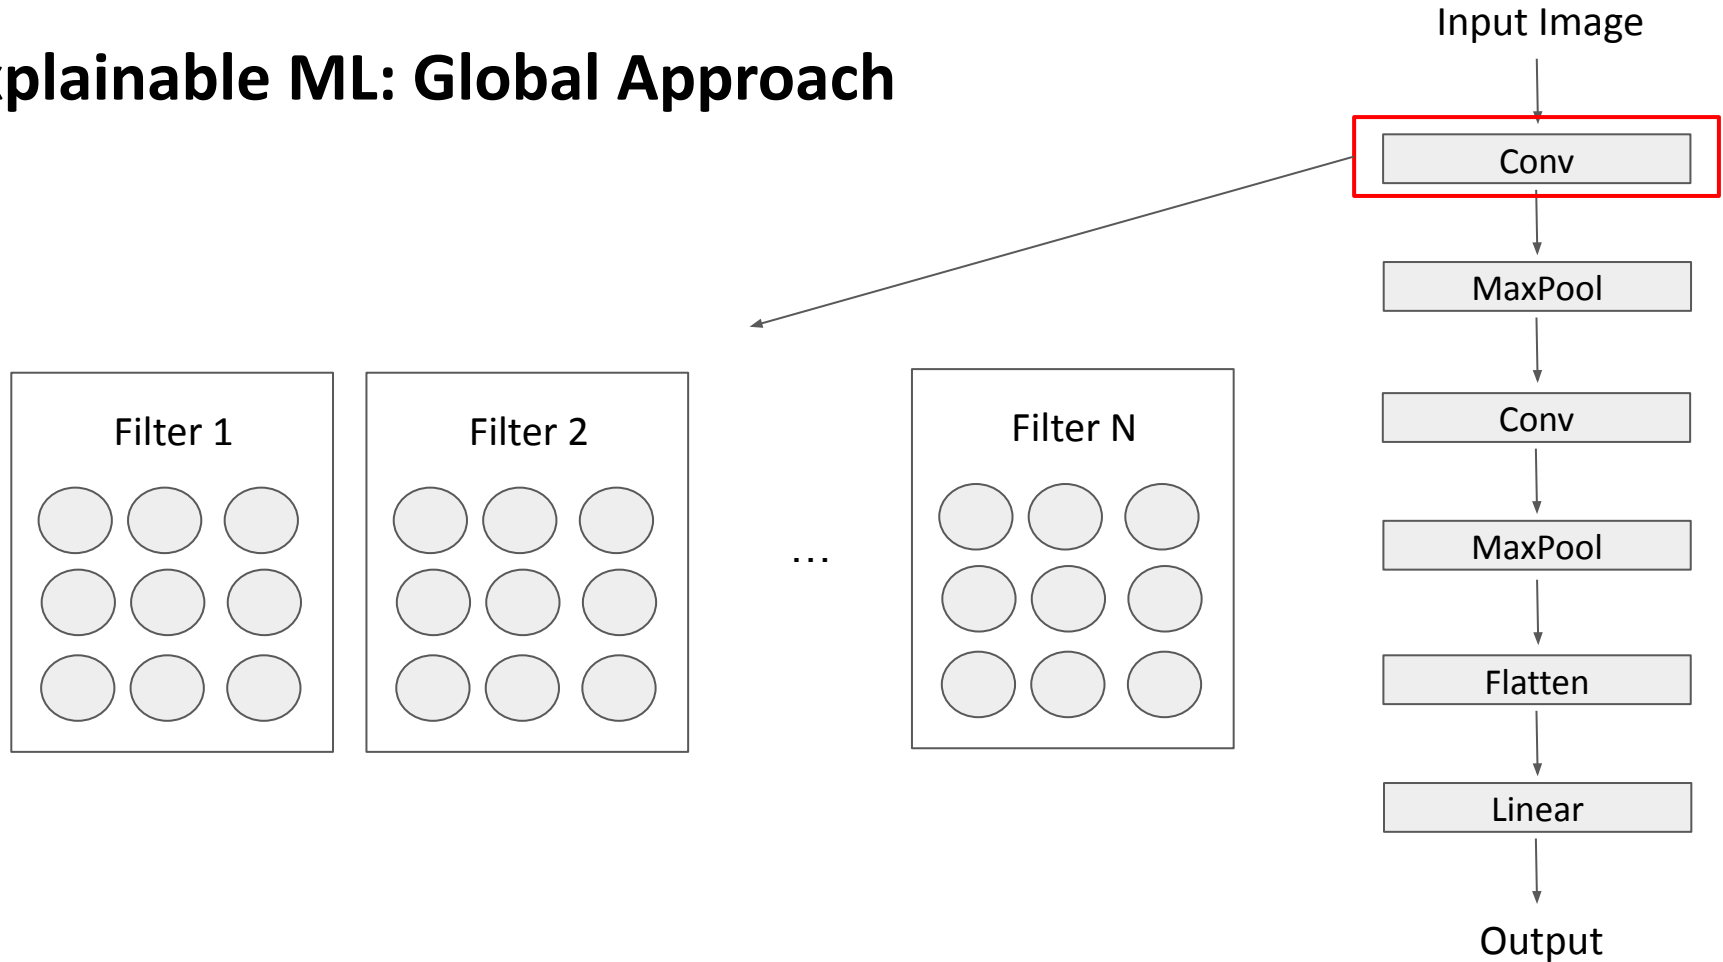 xplainable ML: Global Approach
Input Image
Conv
MaxPool
Conv
MaxPool
Flatten
Linear
Output
Filter 1
Filter 2
...
Filter N